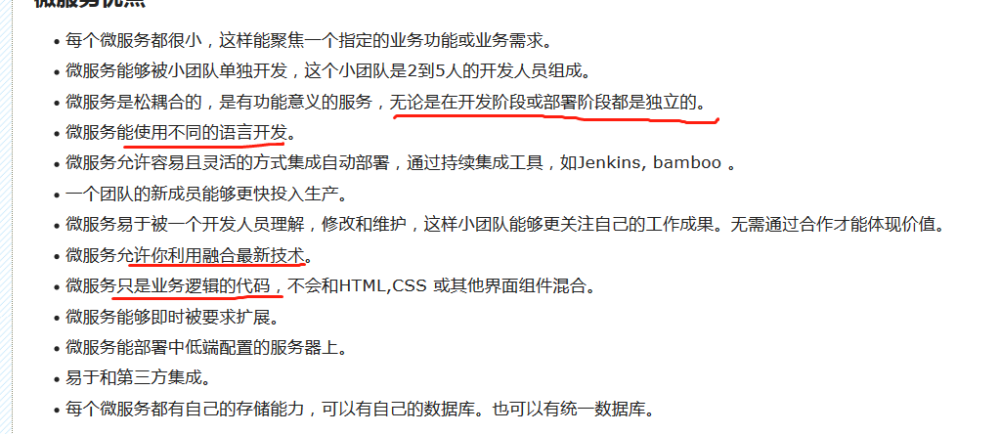 微服务优点
• 每个微服务都很小，这样能聚焦一个指定的业务功能或业务需求。
• 微服务能够被小团队单独开发，这个小团队是2到5人的开发人员组成。
• 微服务是松耦合的，是有功能意义的服务，无论是在开发阶段或部署阶段都是独立的。
• 微服务能使用不同的语言开发。
• 微服务允许容易且灵活的方式集成自动部署，通过持续集成工具，如Jenkins, bamboo 。
• 一个团队的新成员能够更快投入生产。
• 微服务易于被一个开发人员理解，修改和维护，这样小团队能够更关注自己的工作成果。无需通过合作才能体现价值。
• 微服务允许你利用融合最新技术。
• 微服务只是业务逻辑的代码，不会和HTML,CSS 或其他界面组件混合。
• 微服务能够即时被要求扩展。
• 微服务能部署中低端配置的服务器上。
• 易于和第三方集成。
• 每个微服务都有自己的存储能力，可以有自己的数据库。也可以有统一数据库。